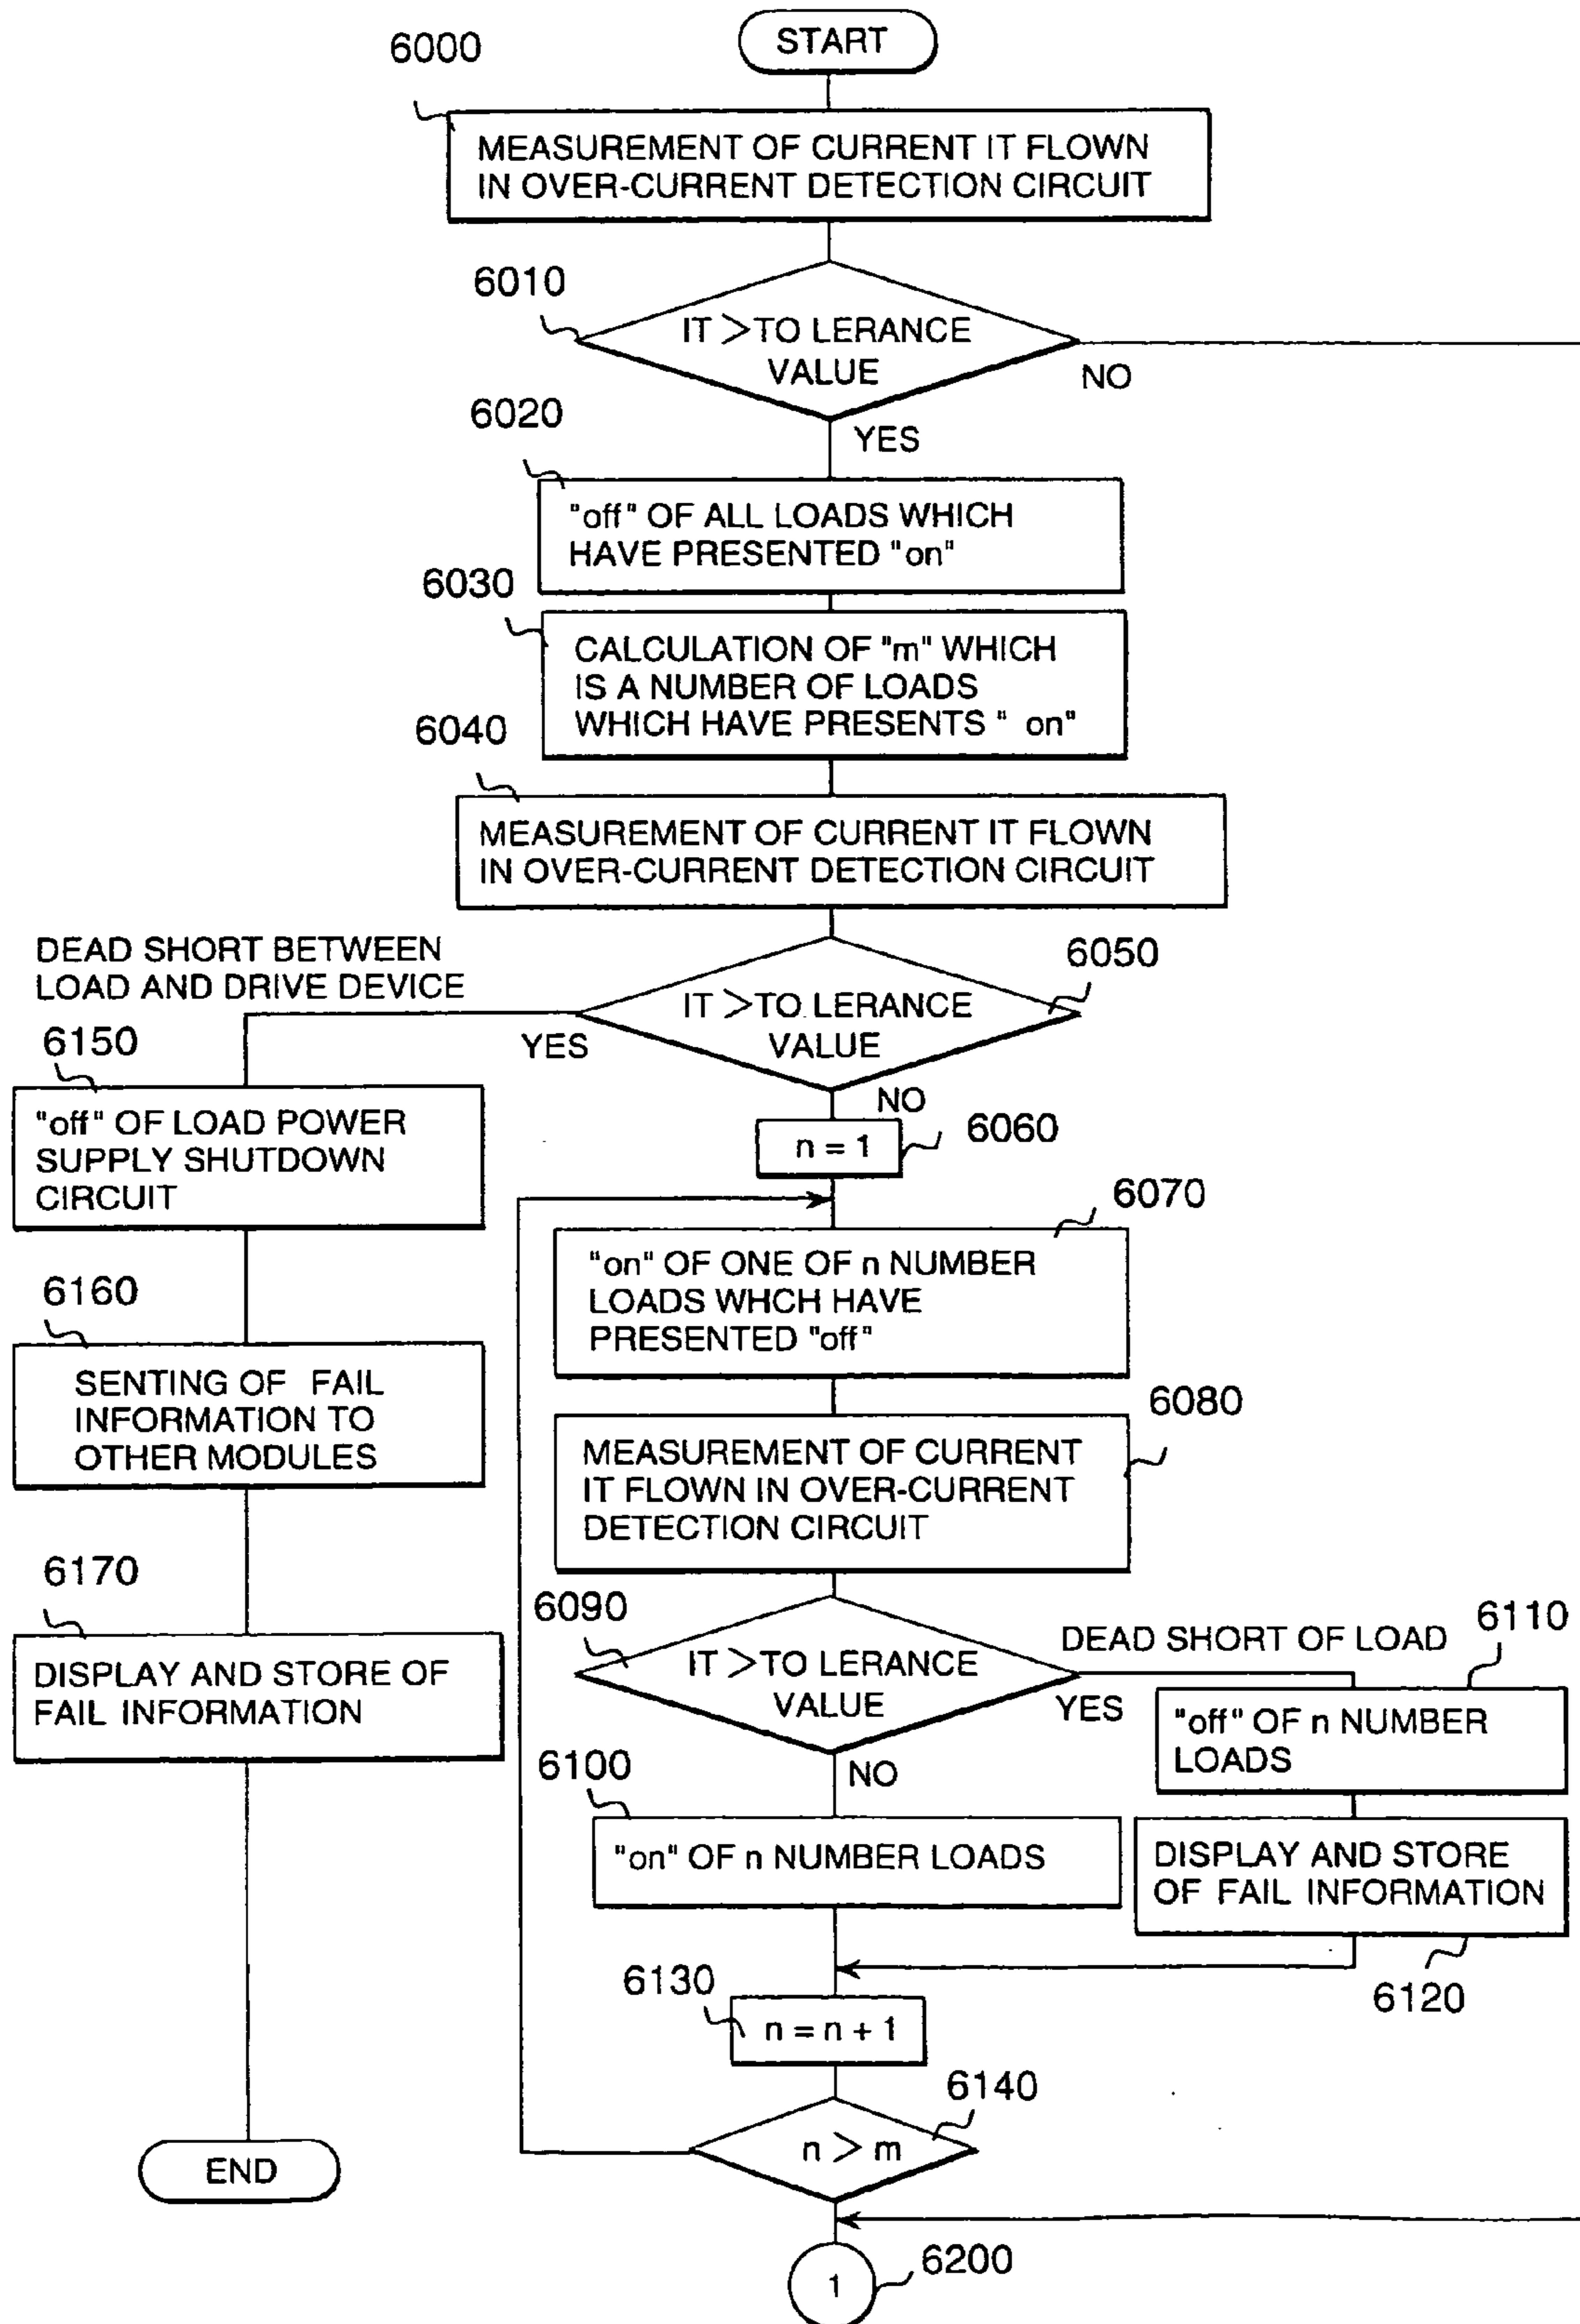 START
6000
MEASUREMENT OF CURRENT IT FLOWN
IN OVER-CURRENT DETECTION CIRCUIT
6010
IT >TO LERANCE
VALUE
NO
YES
6020
"off" OF ALL LOADS WHICH
HAVE PRESENTED "on"
6030
CALCULATION OF "m" WHICH
IS A NUMBER OF LOADS
WHICH HAVE PRESENTS " on"
6040
MEASUREMENT OF CURRENT IT FLOWN
IN OVER-CURRENT DETECTION CIRCUIT
DEAD SHORT BETWEEN
LOAD AND DRIVE DEVICE
6050
IT >TO LERANCE
VALUE
YES
NO
6150
"off" OF LOAD POWER
SUPPLY SHUTDOWN
CIRCUIT
n = 1
6060
6070
"on" OF ONE OF n NUMBER
LOADS WHCH HAVE
PRESENTED "off"
6160
SENTING OF FAIL
INFORMATION TO
OTHER MODULES
6080
MEASUREMENT OF CURRENT
IT FLOWN IN OVER-CURRENT
DETECTION CIRCUIT
6170
DISPLAY AND STORE OF
FAIL INFORMATION
6090
IT >TO LERANCE
VALUE
DEAD SHORT OF LOAD
YES
NO
6110
"off" OF n NUMBER
LOADS
6100
"on" OF n NUMBER LOADS
DISPLAY AND STORE
OF FAIL INFORMATION
6120
6130
n = n + 1
6140
n > m
END
1
6200